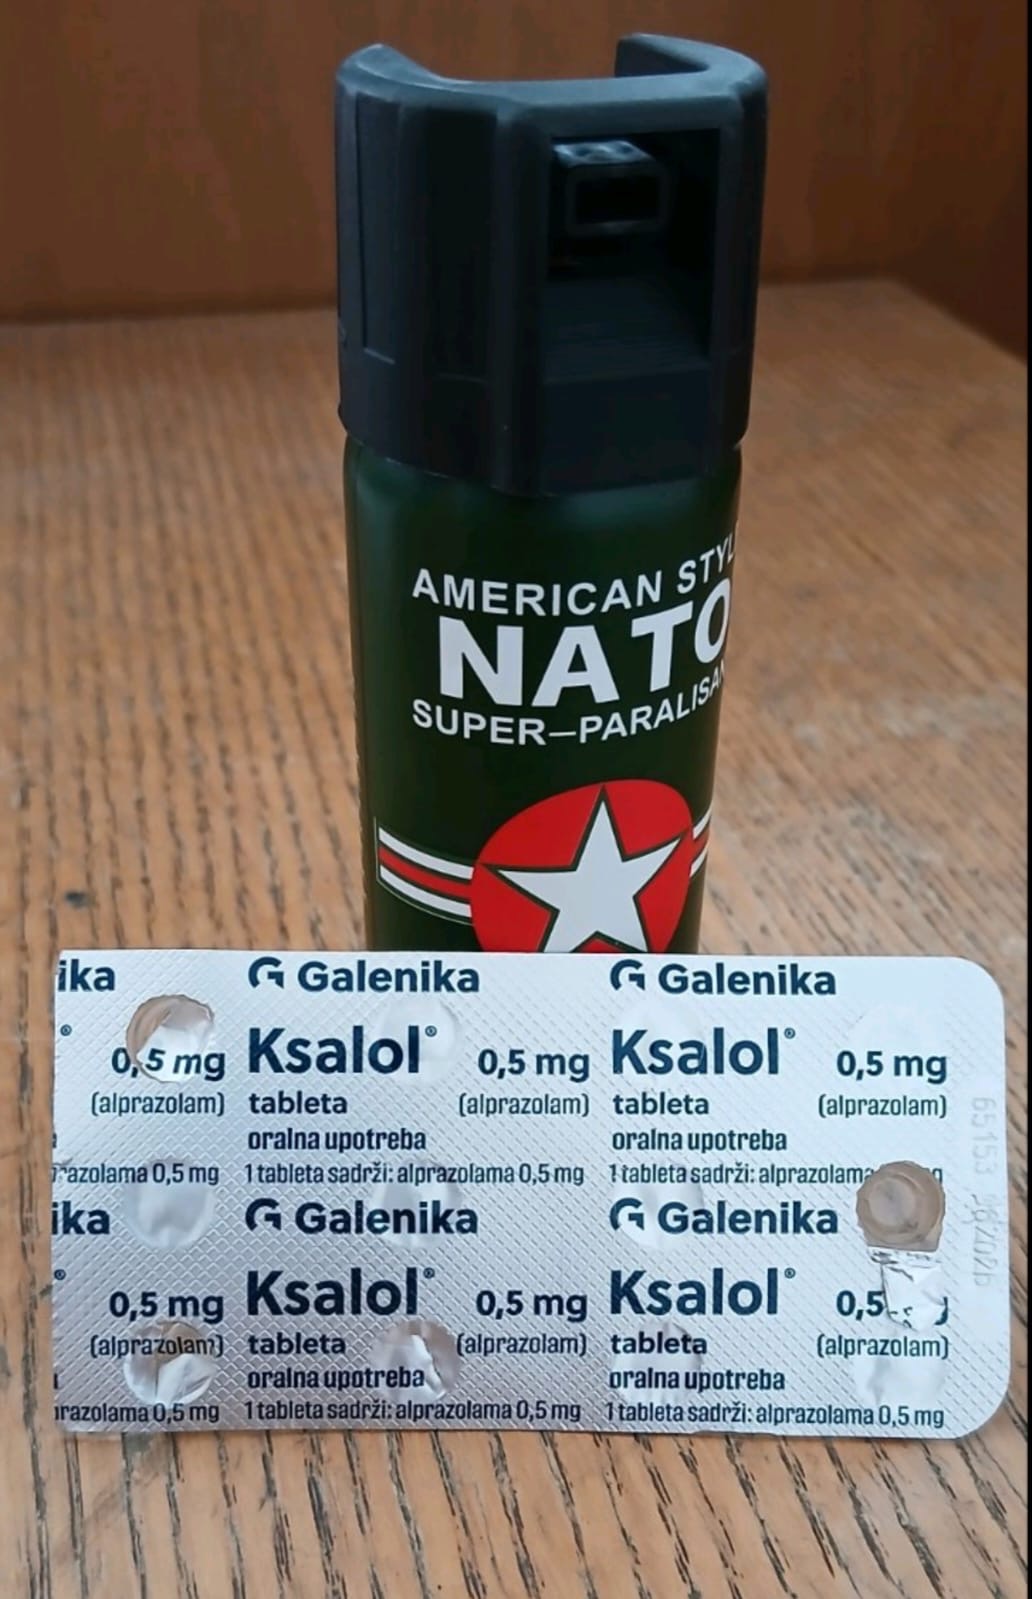 AMERICAN STYL
NATO
SUPER—PARALISAN
ika
Galenika
Galenika
®
0,5 mg
Ksalol®
0,5 mg
Ksalol®
0,5 mg
(alprazolam)
tableta
(alprazolam)
tableta
(alprazolam)
oralna upotreba
oralna upotreba
razolama 0,5 mg
1 tableta sadrži: alprazolama 0,5 mg
1 tableta sadrži: alprazolama
ika
Galenika
Galenika
®
0,5 mg
Ksalol®
0,5 mg
Ksalol®
0,5
(alprazolam)
tableta
(alprazolam)
tableta
(alprazolam)
oralna upotreba
oralna upotreba
razolama 0,5 mg
1 tableta sadrži: alprazolama 0,5 mg
1 tableta sadrži: alprazolama 0,5 mg
65153